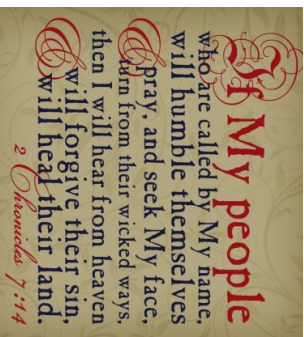 If My people
who are called by My name,
will humble themselves
& pray, and seek My face,
turn from their wicked ways,
then I will hear from heaven
& will forgive their sin,
& will heal their land.
2 Chronicles 7:14